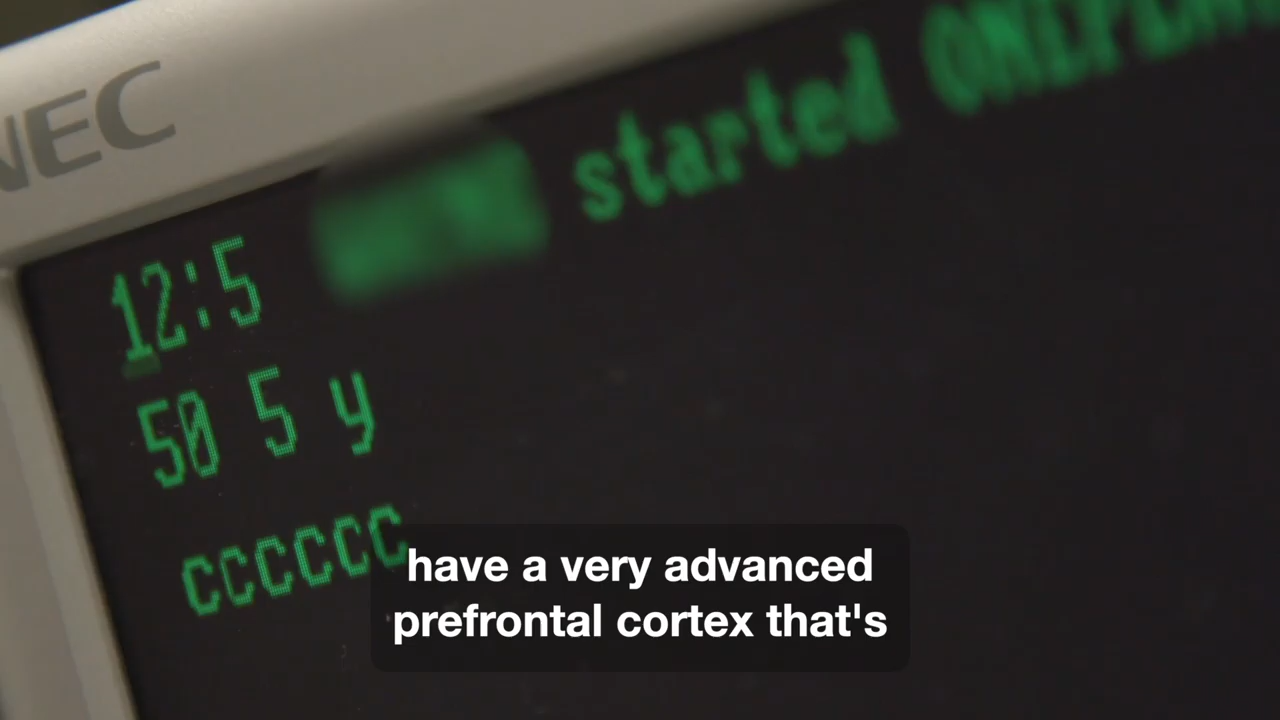 NEC
started
12:5
50 5 y
cccccc
have a very advanced
prefrontal cortex that's